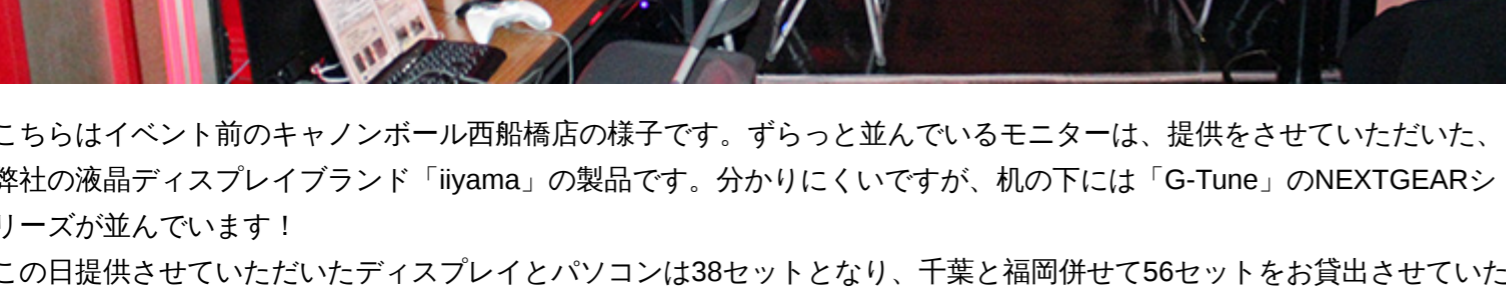 こちらはイベント前のキャノンボール西船橋店の様子です。ずらっと並んでいるモニターは、提供をさせていただいた、
弊社の液晶ディスプレイブランド「iiyama」の製品です。分かりにくいですが、机の下には「G-Tune」のNEXTGEARシ
リーズが並んでいます！
この日提供させていただいたディスプレイとパソコンは38セットとなり、千葉と福岡併せて56セットをお貸出させていた